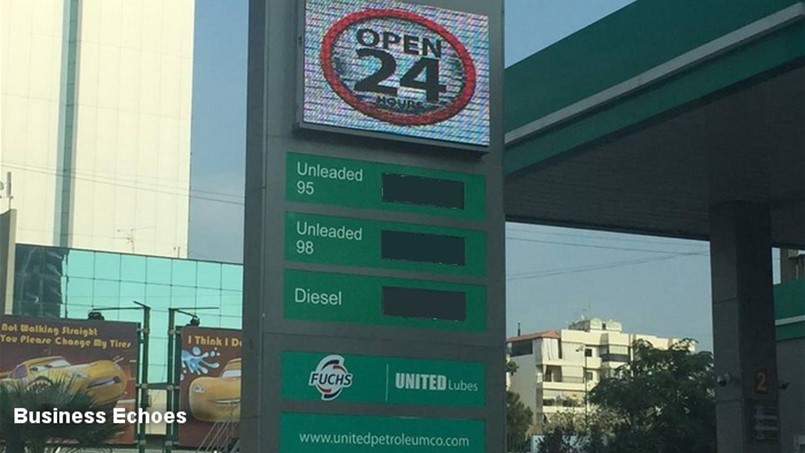 OPEN
24
HOURS
Unleaded
95
Unleaded
98
Diesel
FUCHS
UNITED Lubes
www.unitedpetroleumco.com
Not Walking Straight
You Please Change My Tires
I Think I Do
2
Business Echoes